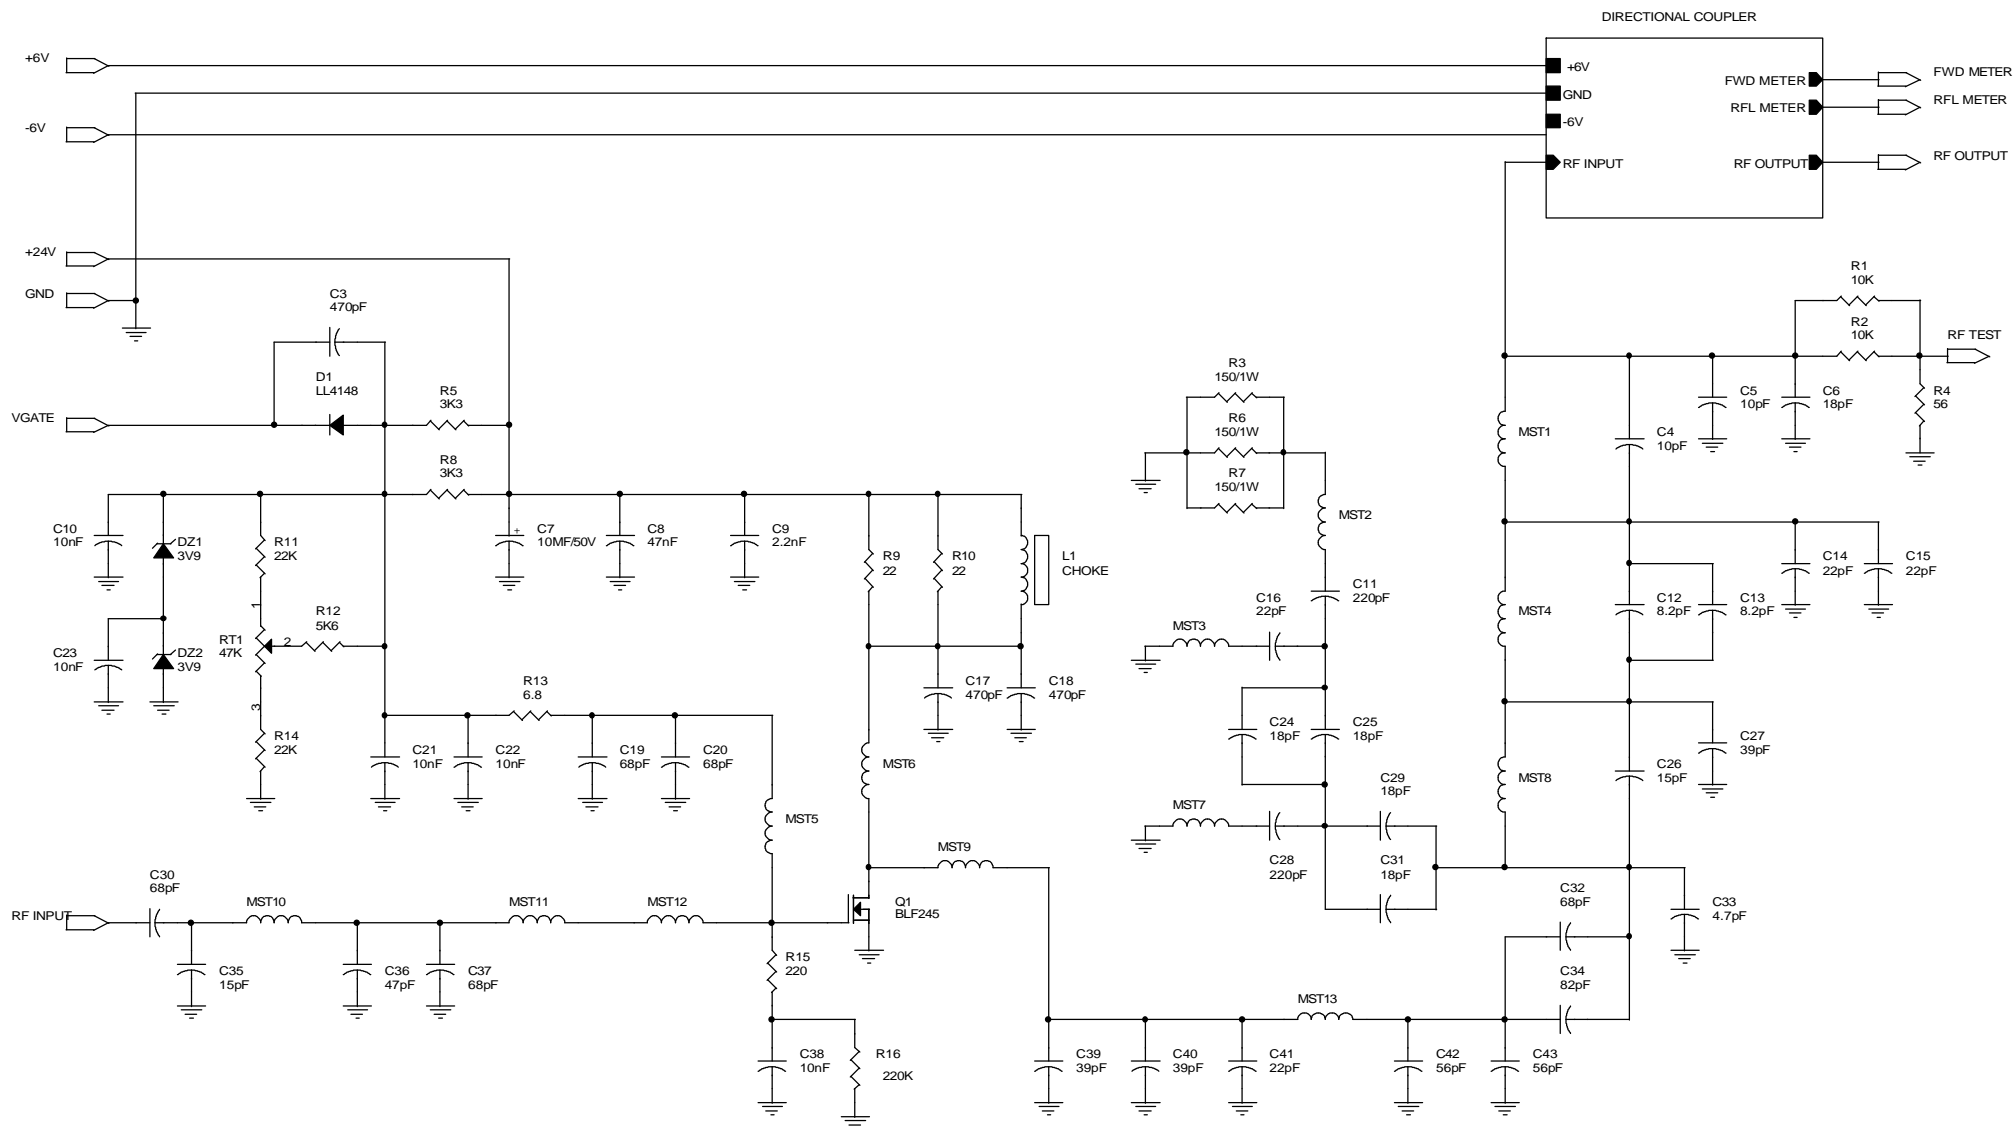 DIRECTIONAL COUPLER
+6V
+6V
FWD METER
FWD METER
GND
RFL METER
RFL METER
-6V
-6V
RF INPUT
RF OUTPUT
RF OUTPUT
+24V
GND
C3
470pF
D1
LL4148
R5
3K3
VGATE
R8
3K3
R1
10K
R2
10K
RF TEST
R4
56
C5
10pF
C6
18pF
R3
150/1W
R6
150/1W
R7
150/1W
MST1
C4
10pF
MST2
C10
10nF
DZ1
3V9
R11
22K
C7
10MF/50V
+
C8
47nF
C9
2.2nF
R9
22
R10
22
L1
CHOKE
C11
220pF
C16
22pF
C14
22pF
C15
22pF
C12
8.2pF
C13
8.2pF
MST4
MST3
1
R12
5K6
RT1
47K
2
3
C23
10nF
DZ2
3V9
R13
6.8
C17
470pF
C18
470pF
R14
22K
C21
10nF
C22
10nF
C19
68pF
C20
68pF
MST6
C24
18pF
C25
18pF
C27
39pF
C26
15pF
MST8
C29
18pF
MST7
MST5
C28
220pF
C31
18pF
MST9
C30
68pF
RF INPUT
MST10
MST11
MST12
Q1
BLF245
C32
68pF
C33
4.7pF
C35
15pF
C36
47pF
C37
68pF
R15
220
C34
82pF
MST13
C38
10nF
R16
220K
C39
39pF
C40
39pF
C41
22pF
C42
56pF
C43
56pF